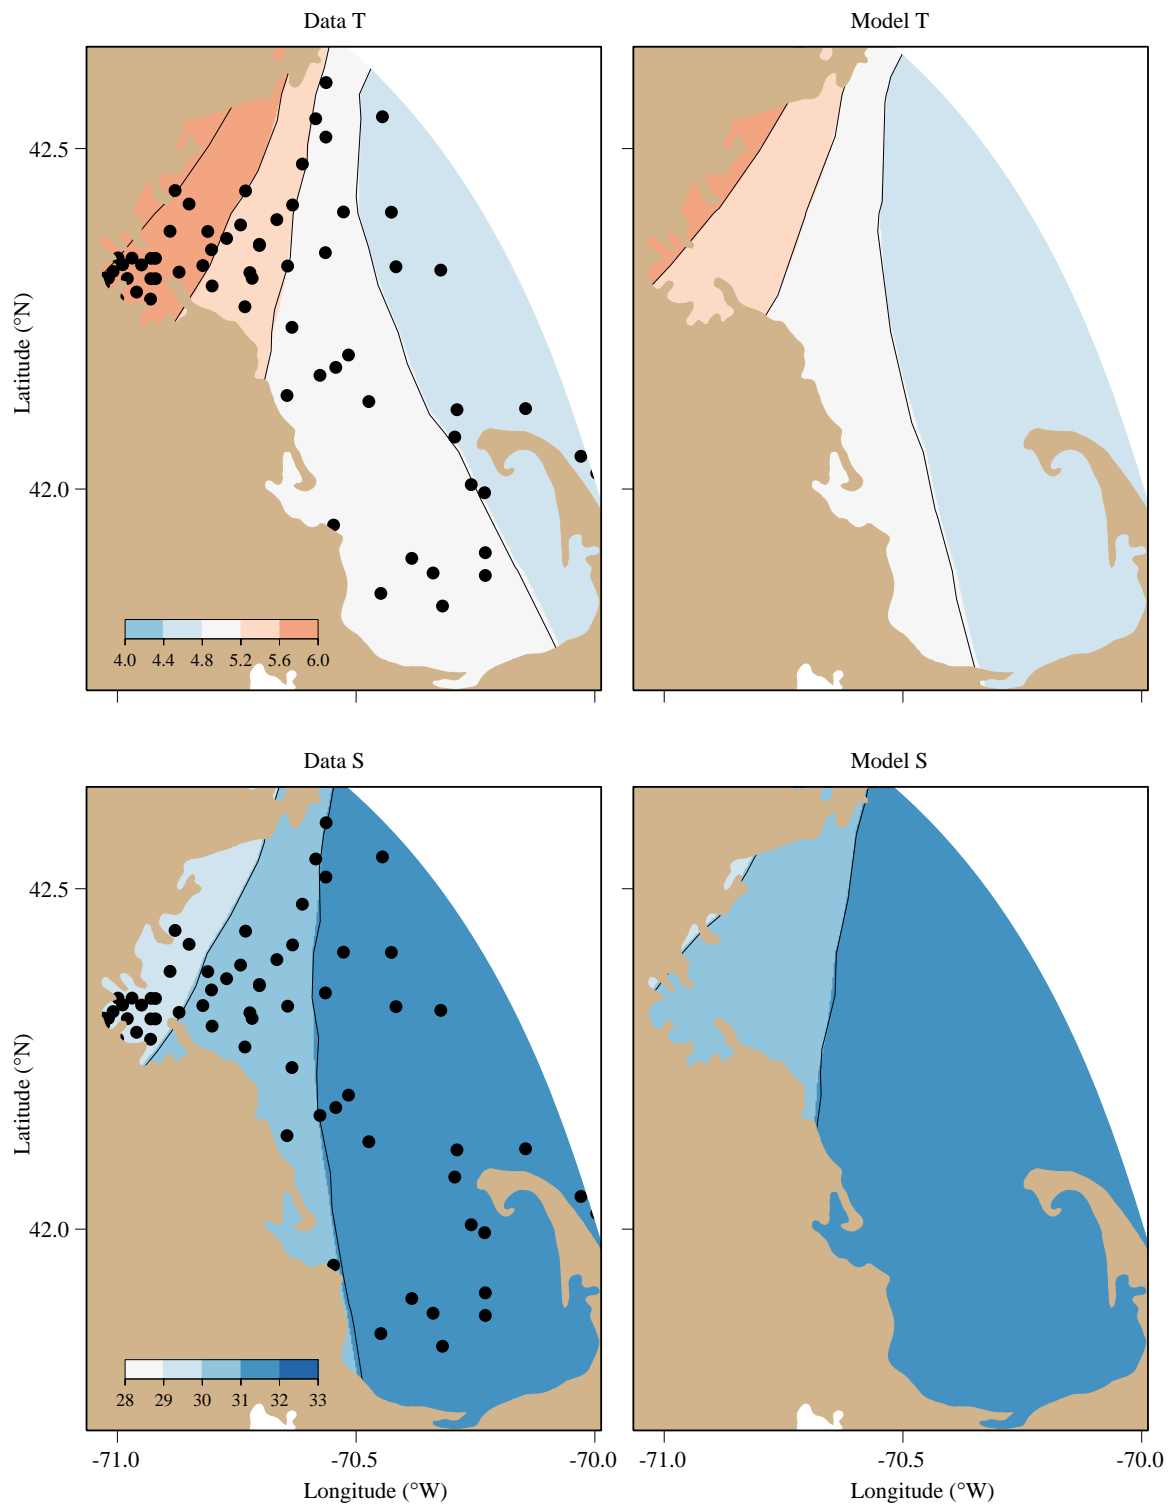 Data T
Model T
42.5
42.0
Latitude (°N)
4.0 4.4 4.8 5.2 5.6 6.0
Data S
Model S
42.5
42.0
Latitude (°N)
28 29 30 31 32 33
-71.0 -70.5 -70.0
-71.0 -70.5 -70.0
Longitude (°W)
Longitude (°W)